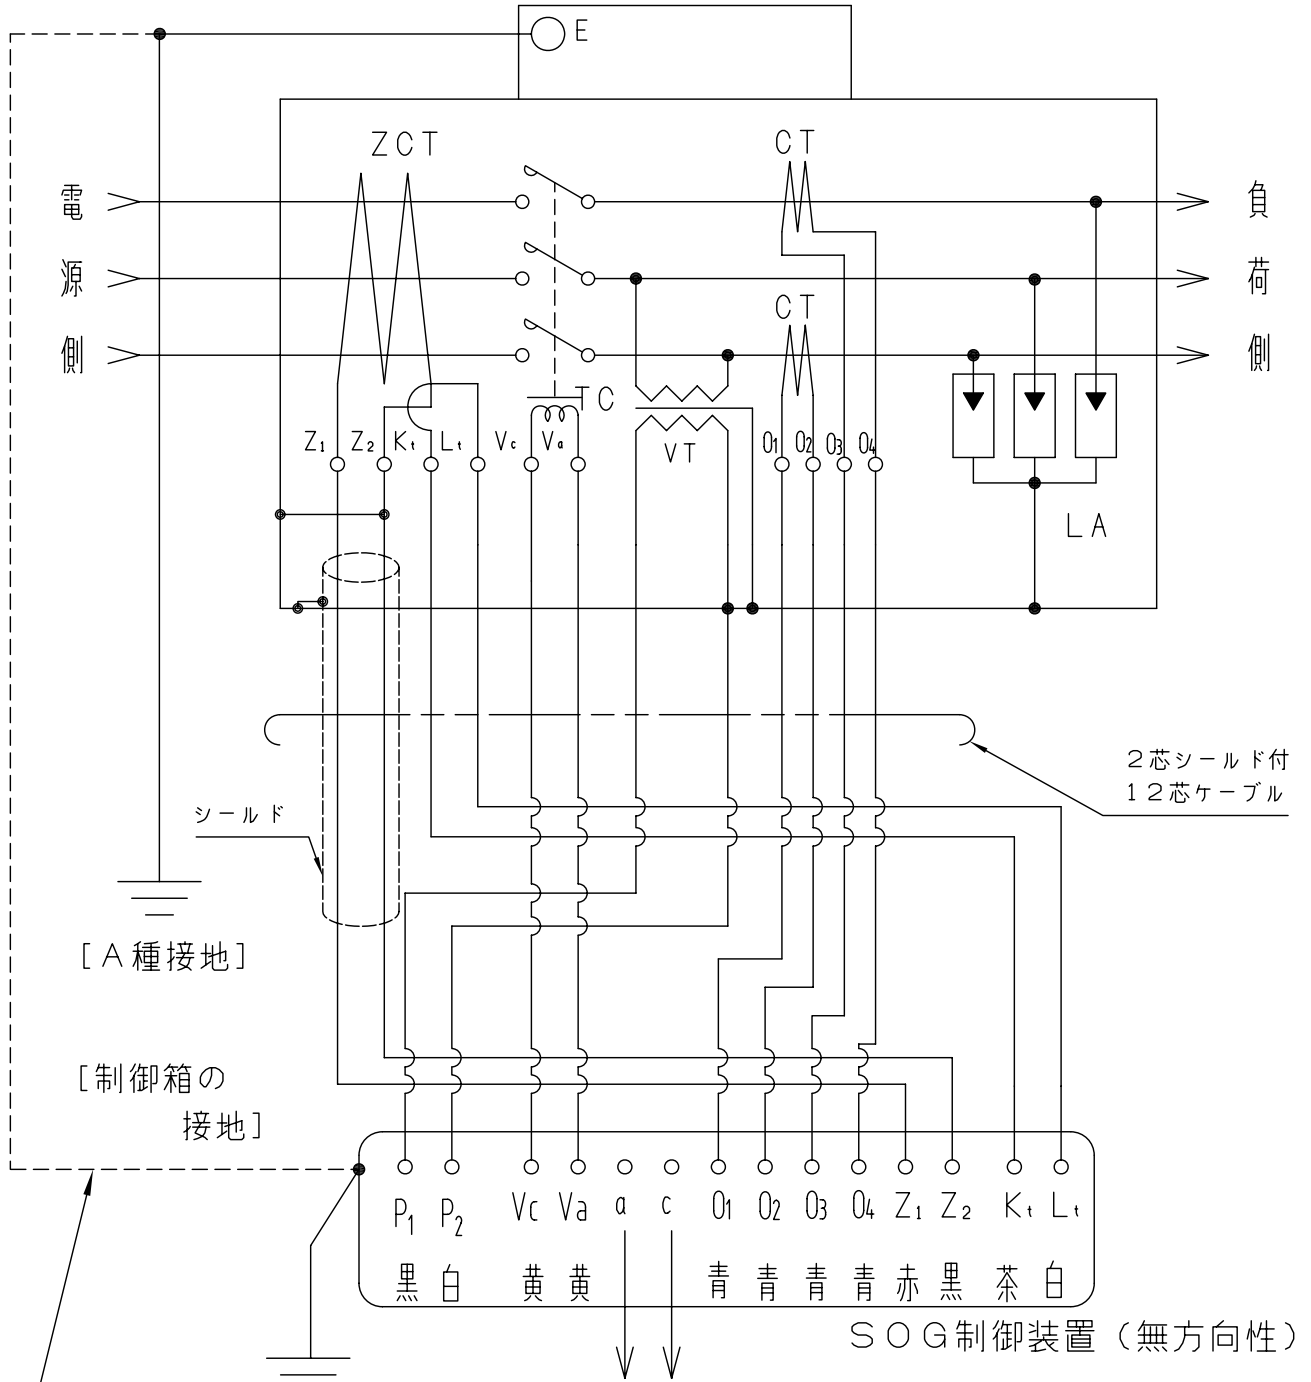 E
ZCT
CT
電
源
側
負
荷
側
CT
TC
Z1 Z2 Kt Lt Vc Va
VT
O1 O2 O3 O4
LA
2芯シールド付
12芯ケーブル
シールド
[A種接地]
[制御箱の
接地]
P1 P2 Vc Va a c O1 O2 O3 O4 Z1 Z2 Kt Lt
黒 白 黄 黄 青 青 青 青 赤 黒 茶 白
SOG制御装置(無方向性)